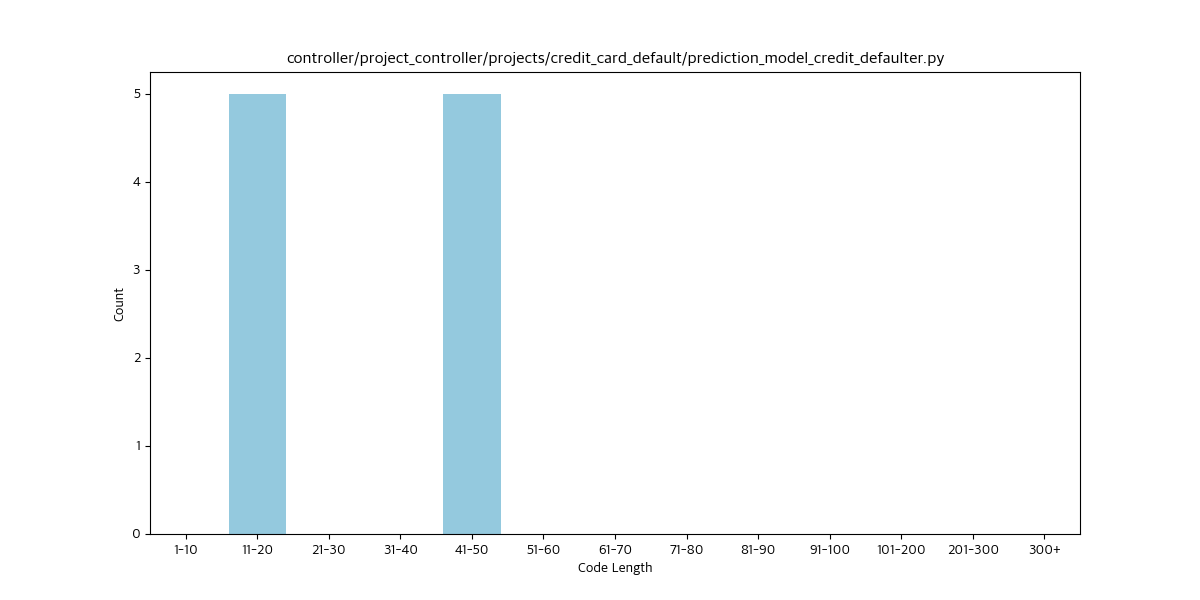 controller/project_controller/projects/credit_card_default/prediction_model_credit_defaulter.py
5
4
3
2
1
0
Count
1-10 11-20 21-30 31-40 41-50 51-60 61-70 71-80 81-90 91-100 101-200 201-300 300+
Code Length